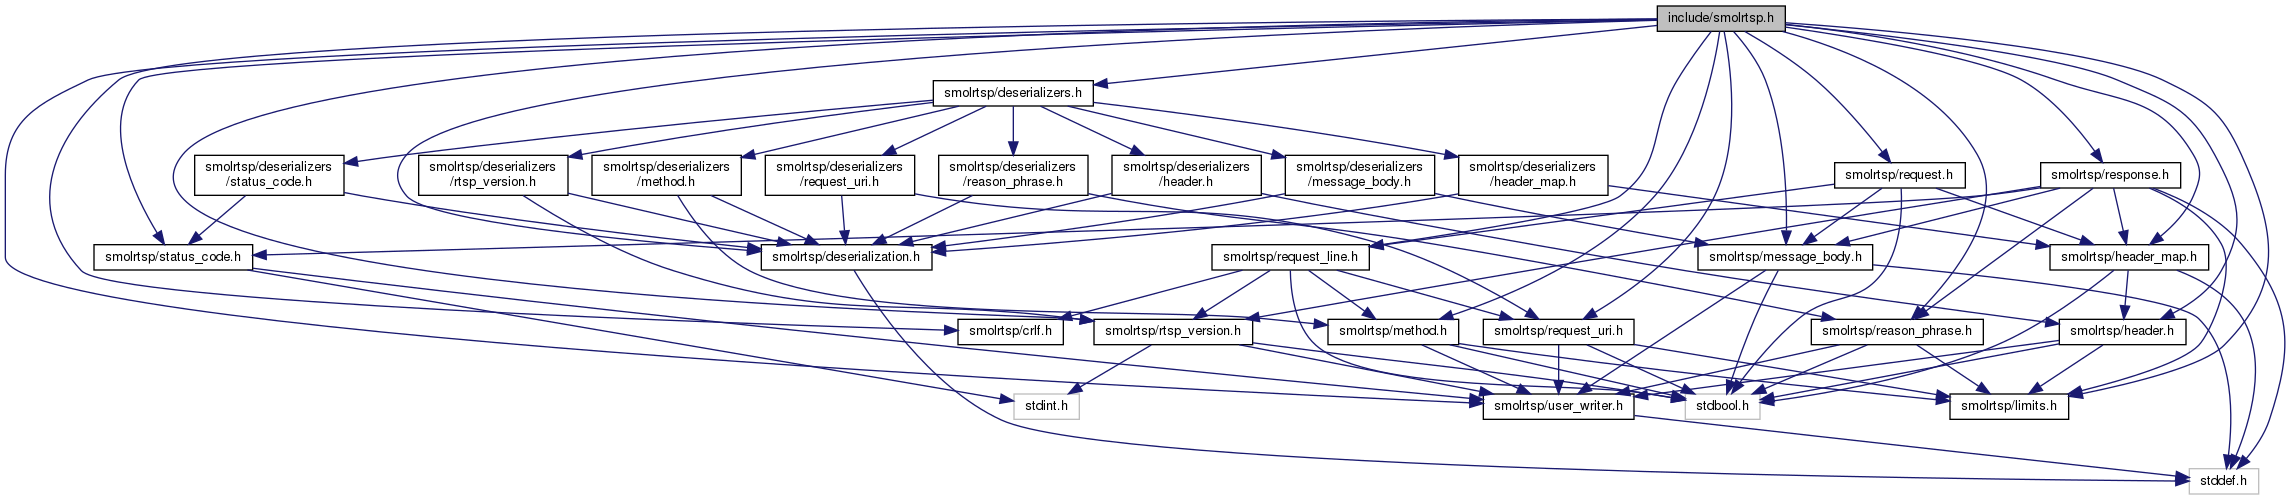 include/smolrtsp.h
smolrtsp/deserializers.h
smolrtsp/deserializers
/status_code.h
smolrtsp/deserializers
/rtsp_version.h
smolrtsp/deserializers
/method.h
smolrtsp/deserializers
/request_uri.h
smolrtsp/deserializers
/reason_phrase.h
smolrtsp/deserializers
/header.h
smolrtsp/deserializers
/message_body.h
smolrtsp/deserializers
/header_map.h
smolrtsp/request.h
smolrtsp/response.h
smolrtsp/status_code.h
smolrtsp/deserialization.h
smolrtsp/request_line.h
smolrtsp/message_body.h
smolrtsp/header_map.h
smolrtsp/crlf.h
smolrtsp/rtsp_version.h
smolrtsp/method.h
smolrtsp/request_uri.h
smolrtsp/reason_phrase.h
smolrtsp/header.h
stdint.h
smolrtsp/user_writer.h
stdbool.h
smolrtsp/limits.h
stddef.h